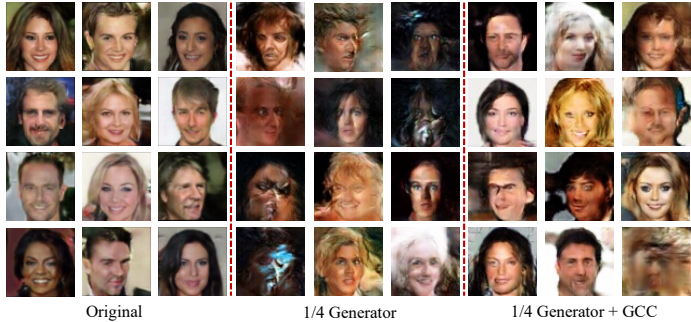 Original
1/4 Generator
1/4 Generator + GCC